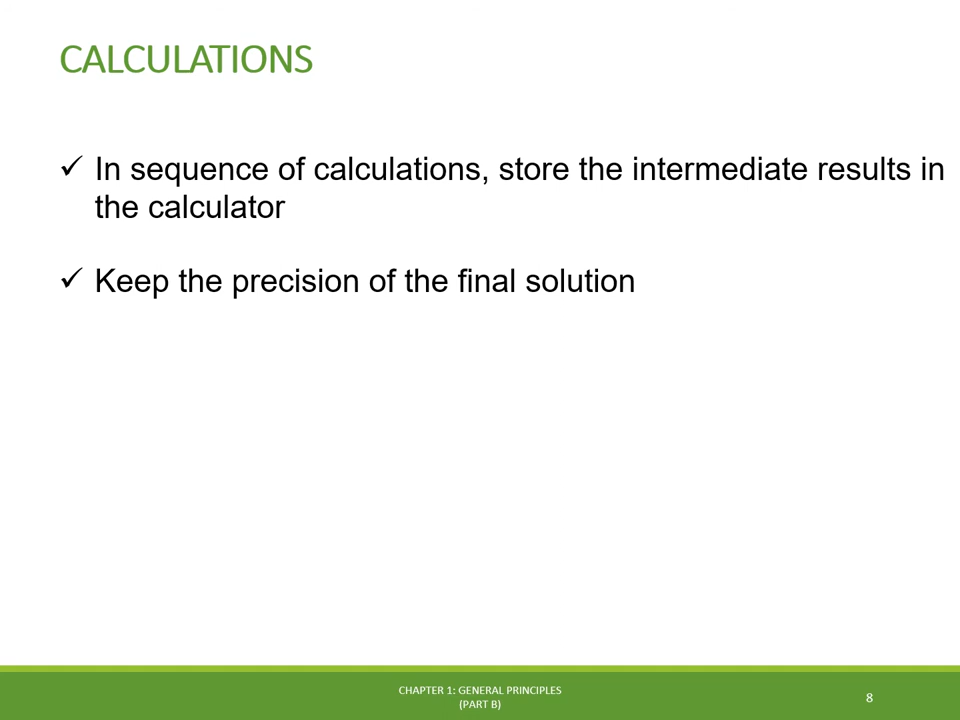 CALCULATIONS
✓ In sequence of calculations, store the intermediate results in
the calculator
✓ Keep the precision of the final solution
CHAPTER 1: GENERAL PRINCIPLES
(PART B)
8